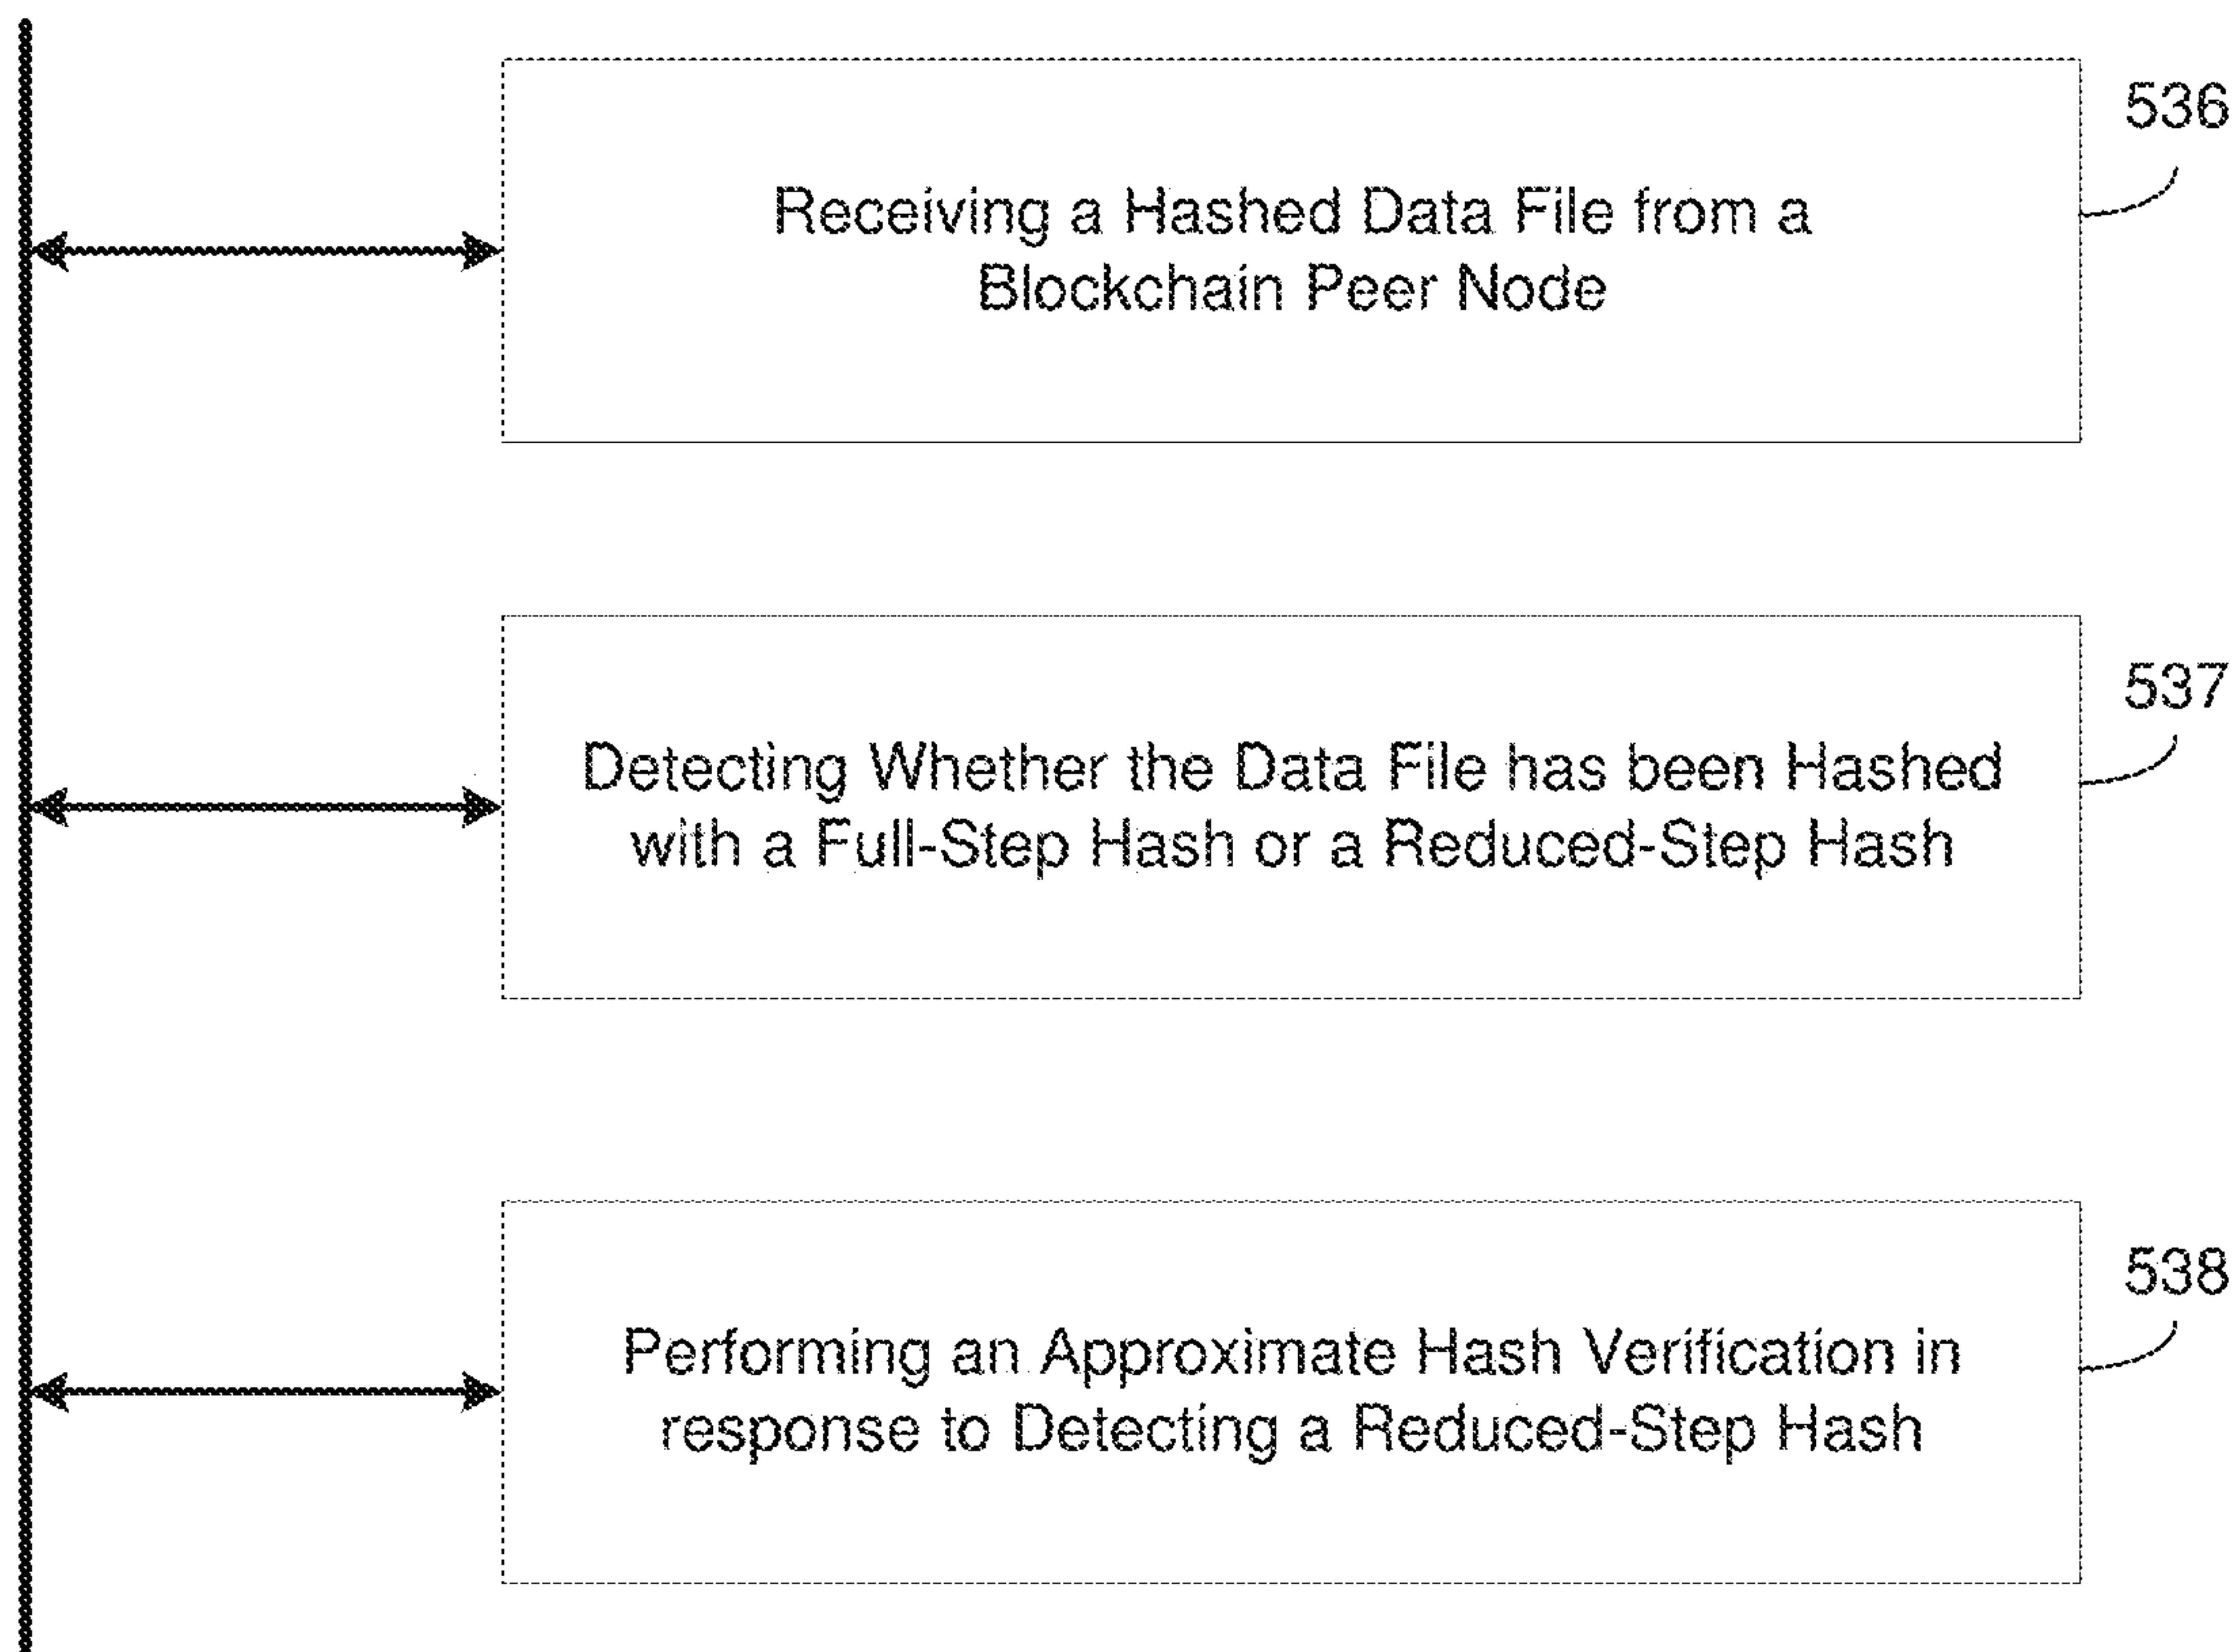 536
Receiving a Hashed Data File from a
Blockchain Peer Node
537
Detecting Whether the Data File has been Hashed
with a Full-Step Hash or a Reduced-Step Hash
538
Performing an Approximate Hash Verification in
response to Detecting a Reduced-Step Hash